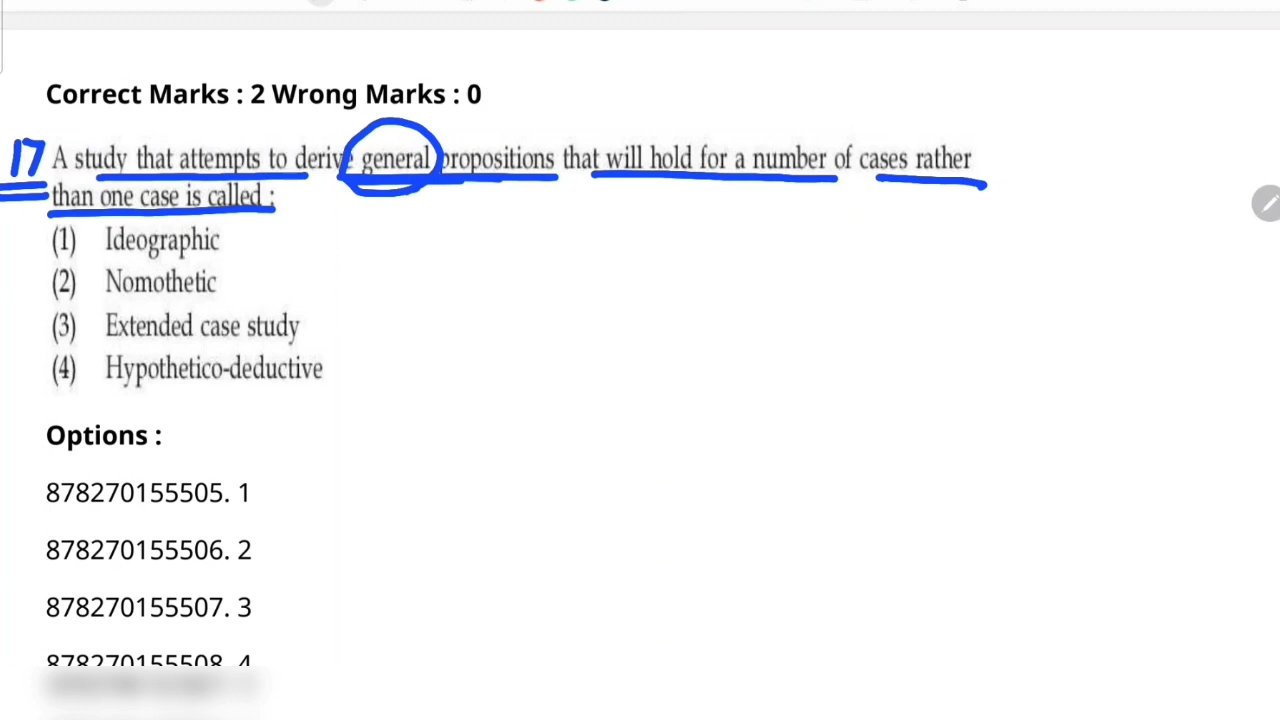 Correct Marks : 2 Wrong Marks : 0
17 A study that attempts to derive general propositions that will hold for a number of cases rather
than one case is called :
(1) Ideographic
(2) Nomothetic
(3) Extended case study
(4) Hypothetico-deductive
Options :
878270155505. 1
878270155506. 2
878270155507. 3
878270155508. 4